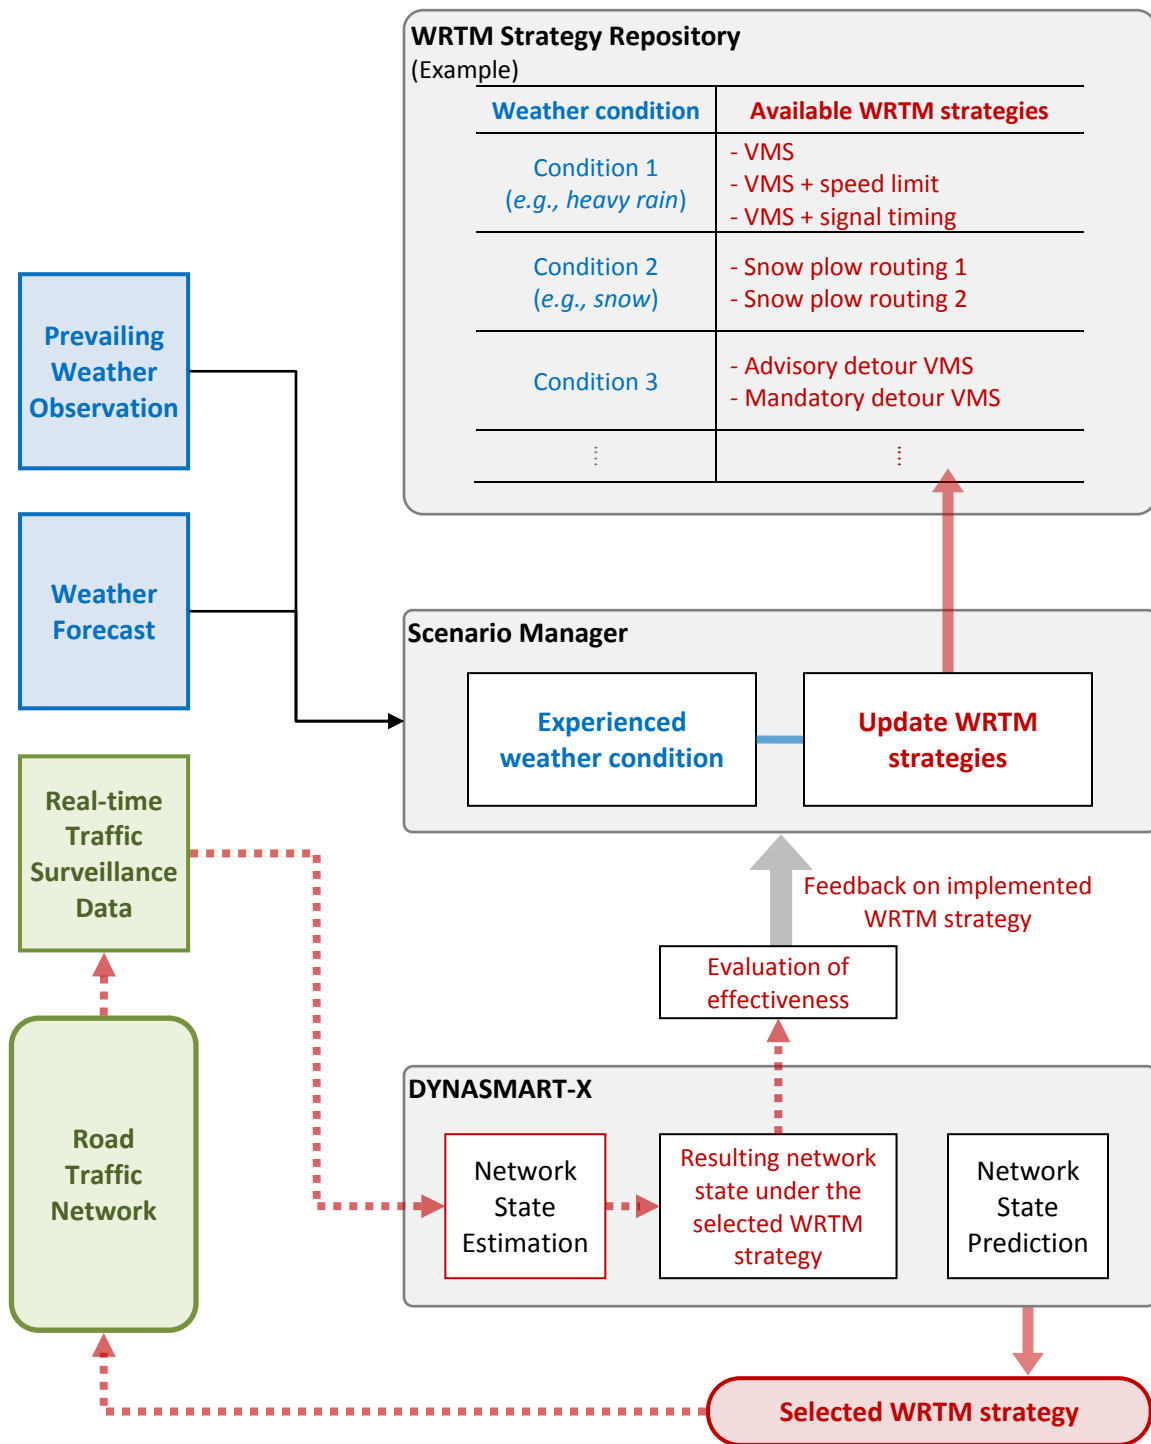 WRTM Strategy Repository
(Example)
Weather condition
Available WRTM strategies
Condition 1
(e.g., heavy rain)
- VMS
- VMS + speed limit
- VMS + signal timing
Condition 2
(e.g., snow)
- Snow plow routing 1
- Snow plow routing 2
Condition 3
- Advisory detour VMS
- Mandatory detour VMS
Prevailing
Weather
Observation
Weather
Forecast
Scenario Manager
Experienced
weather condition
Update WRTM
strategies
Real-time
Traffic
Surveillance
Data
Feedback on implemented
WRTM strategy
Evaluation of
effectiveness
Road
Traffic
Network
DYNASMART-X
Network
State
Estimation
Resulting network
state under the
selected WRTM
strategy
Network
State
Prediction
Selected WRTM strategy